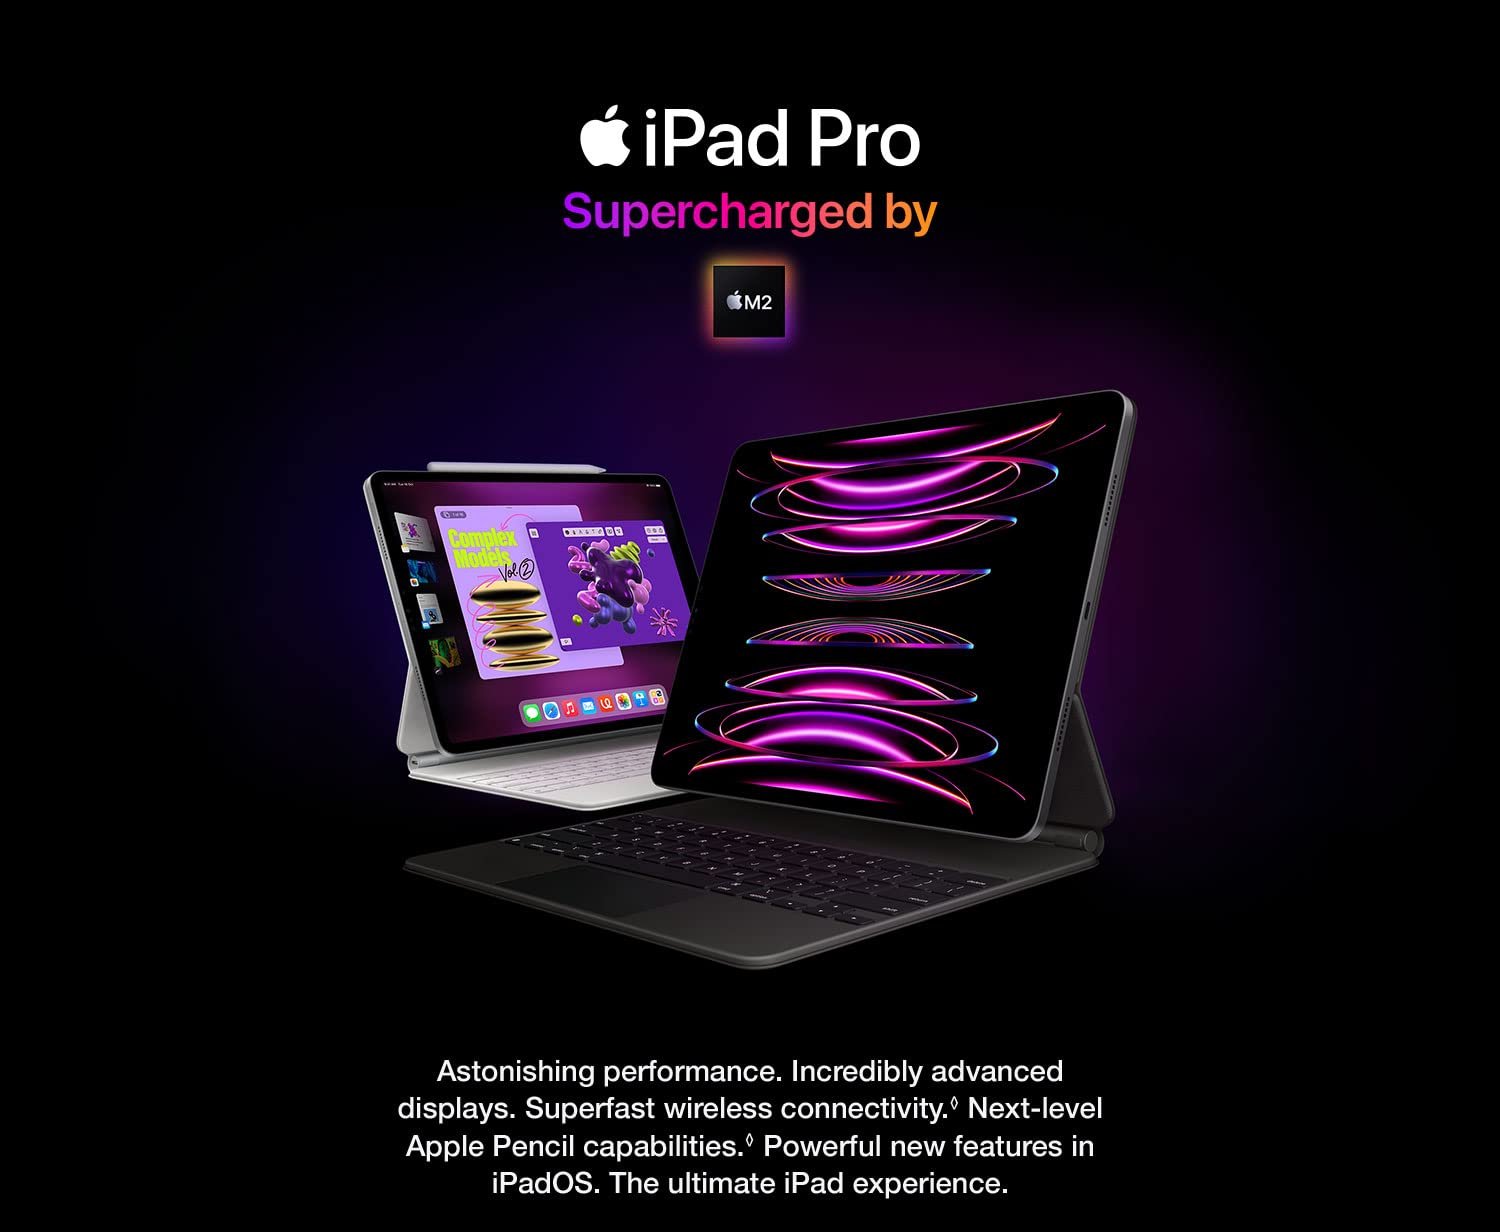 iPad Pro
Supercharged by
M2
Complex
Models
Vol. 2
Astonishing performance. Incredibly advanced
displays. Superfast wireless connectivity.◊ Next-level
Apple Pencil capabilities.◊ Powerful new features in
iPadOS. The ultimate iPad experience.